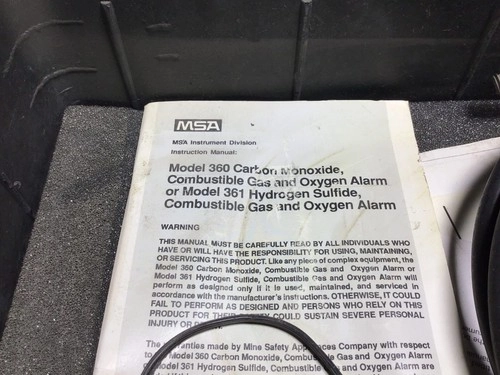 MSA
MSA Instrument Division
Instruction Manual:
Model 360 Carbon Monoxide,
Combustible Gas and Oxygen Alarm
or Model 361 Hydrogen Sulfide,
Combustible Gas and Oxygen Alarm
WARNING
THIS MANUAL MUST BE CAREFULLY READ BY ALL INDIVIDUALS WHO
HAVE OR WILL HAVE THE RESPONSIBILITY FOR USING, MAINTAINING,
OR SERVICING THIS PRODUCT. Like any piece of complex equipment, the
Model 360 Carbon Monoxide, Combustible Gas and Oxygen Alarm or
Model 361 Hydrogen Sulfide, Combustible Gas and Oxygen Alarm will
perform as designed only if it is used, maintained, and serviced in
accordance with the manufacturer's instructions. OTHERWISE, IT COULD
FAIL TO PERFORM AS DESIGNED AND PERSONS WHO RELY ON THIS
PRODUCT FOR THEIR SAFETY COULD SUSTAIN SEVERE PERSONAL
INJURY OR
The warranties made by Mine Safety Appliances Company with respect
to Model 360 Carbon Monoxide, Combustible Gas and Oxygen Alarm or
Model 361 Hydrogen Sulfide, Combustible Gas and Oxygen Alarm are